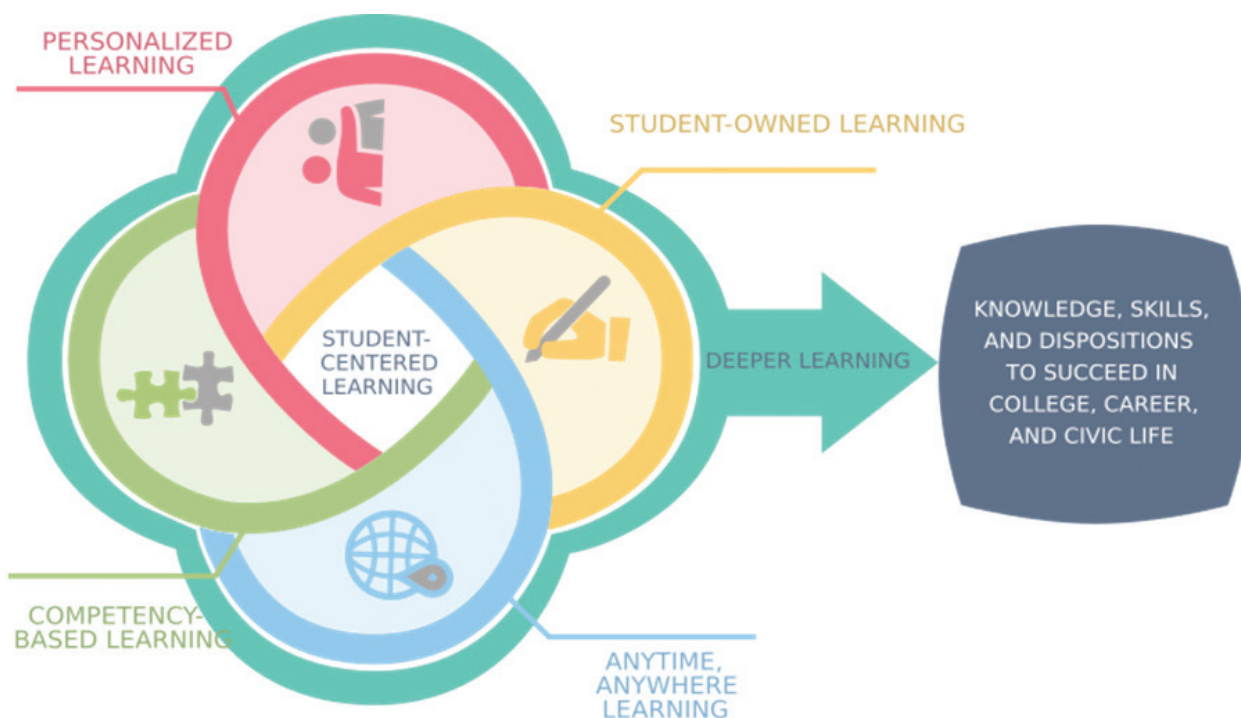 PERSONALIZED
LEARNING
STUDENT-OWNED LEARNING
STUDENT-
CENTERED
LEARNING
DEEPER LEARNING
KNOWLEDGE, SKILLS,
AND DISPOSITIONS
TO SUCCEED IN
COLLEGE, CAREER,
AND CIVIC LIFE
COMPETENCY-
BASED LEARNING
ANYTIME,
ANYWHERE
LEARNING